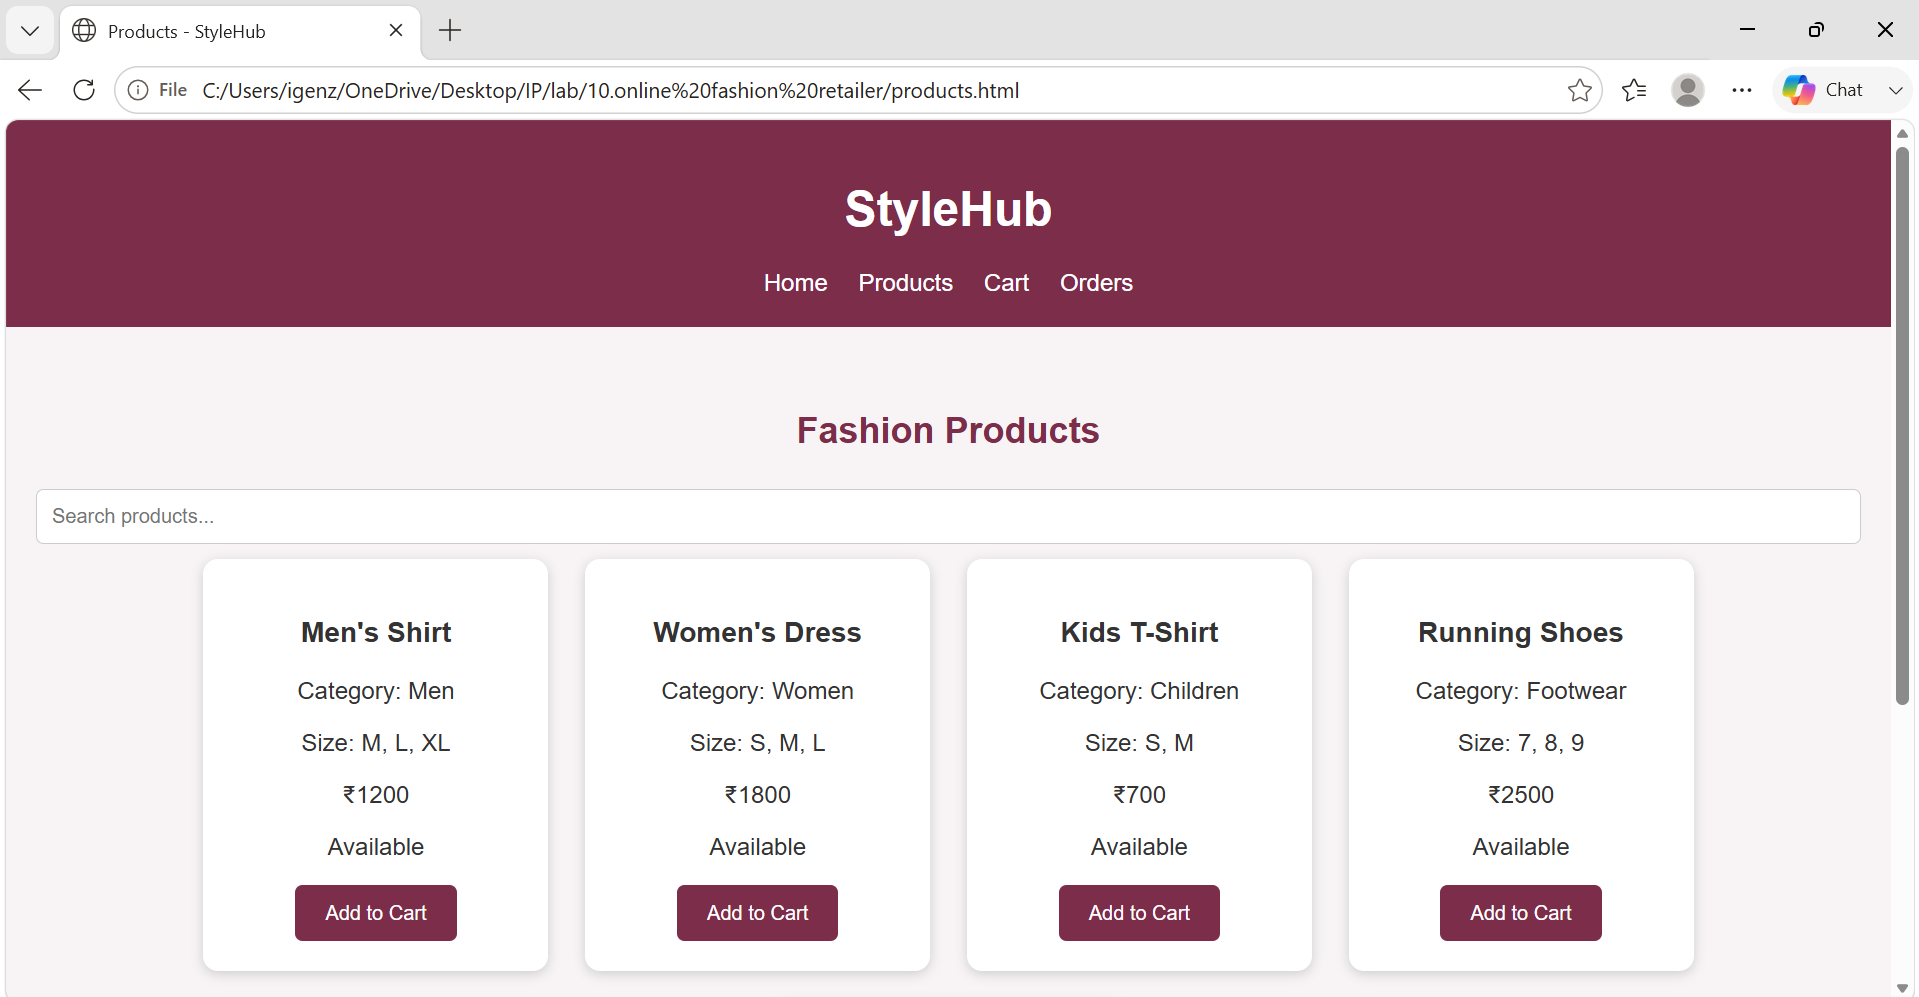 Products - StyleHub
File C:/Users/igenz/OneDrive/Desktop/IP/lab/10.online%20fashion%20retailer/products.html
Chat
StyleHub
Home Products Cart Orders
Fashion Products
Search products...
Men's Shirt
Category: Men
Size: M, L, XL
₹1200
Available
Add to Cart
Women's Dress
Category: Women
Size: S, M, L
₹1800
Available
Add to Cart
Kids T-Shirt
Category: Children
Size: S, M
₹700
Available
Add to Cart
Running Shoes
Category: Footwear
Size: 7, 8, 9
₹2500
Available
Add to Cart